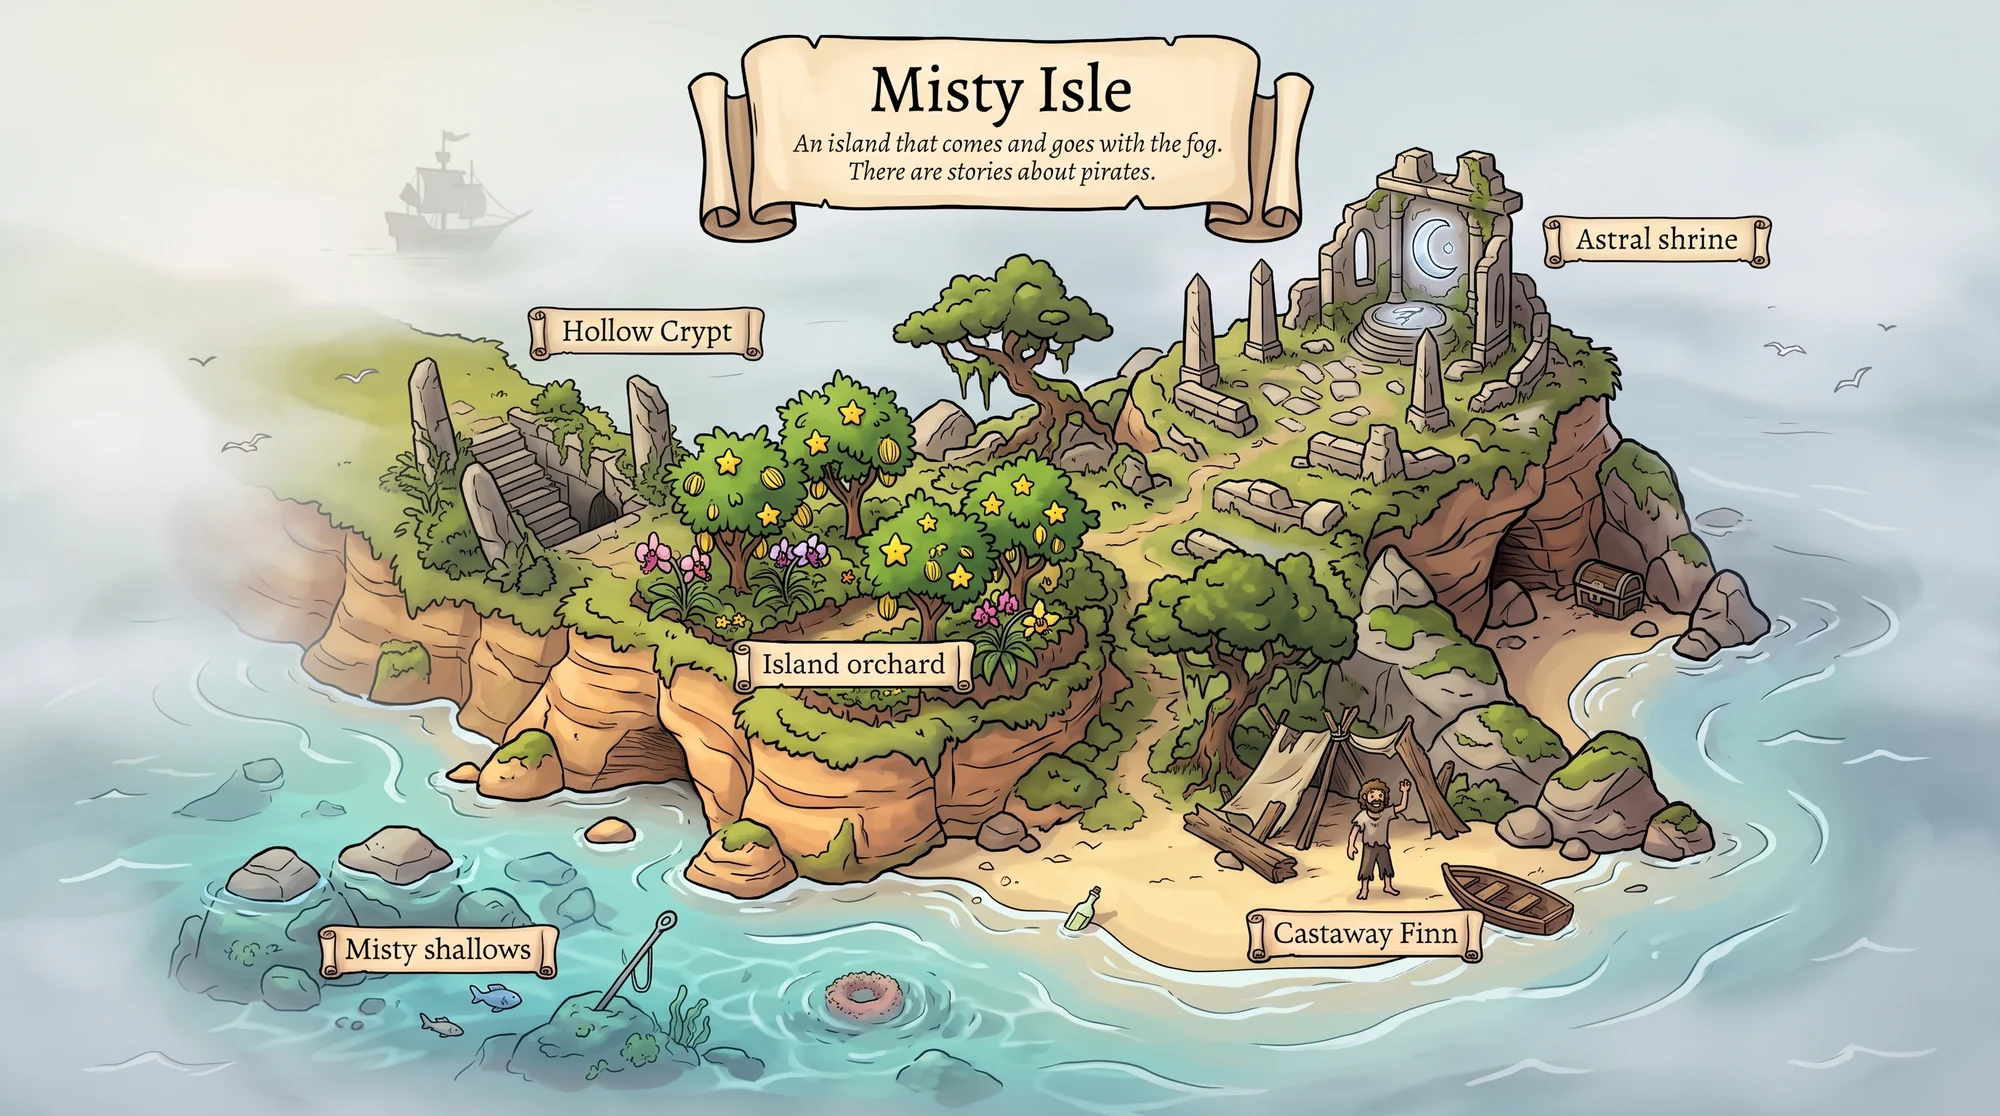 Misty Isle
An island that comes and goes with the fog.
There are stories about pirates.
Astral shrine
Hollow Crypt
Island orchard
Castaway Finn
Misty shallows